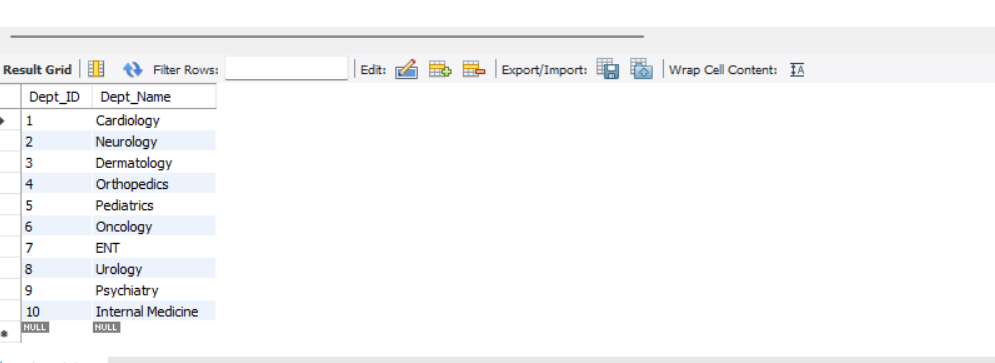 Result Grid Filter Rows: Edit: Export/Import: Wrap Cell Content: IA
Dept_ID Dept_Name
1 Cardiology
2 Neurology
3 Dermatology
4 Orthopedics
5 Pediatrics
6 Oncology
7 ENT
8 Urology
9 Psychiatry
10 Internal Medicine
NULL NULL